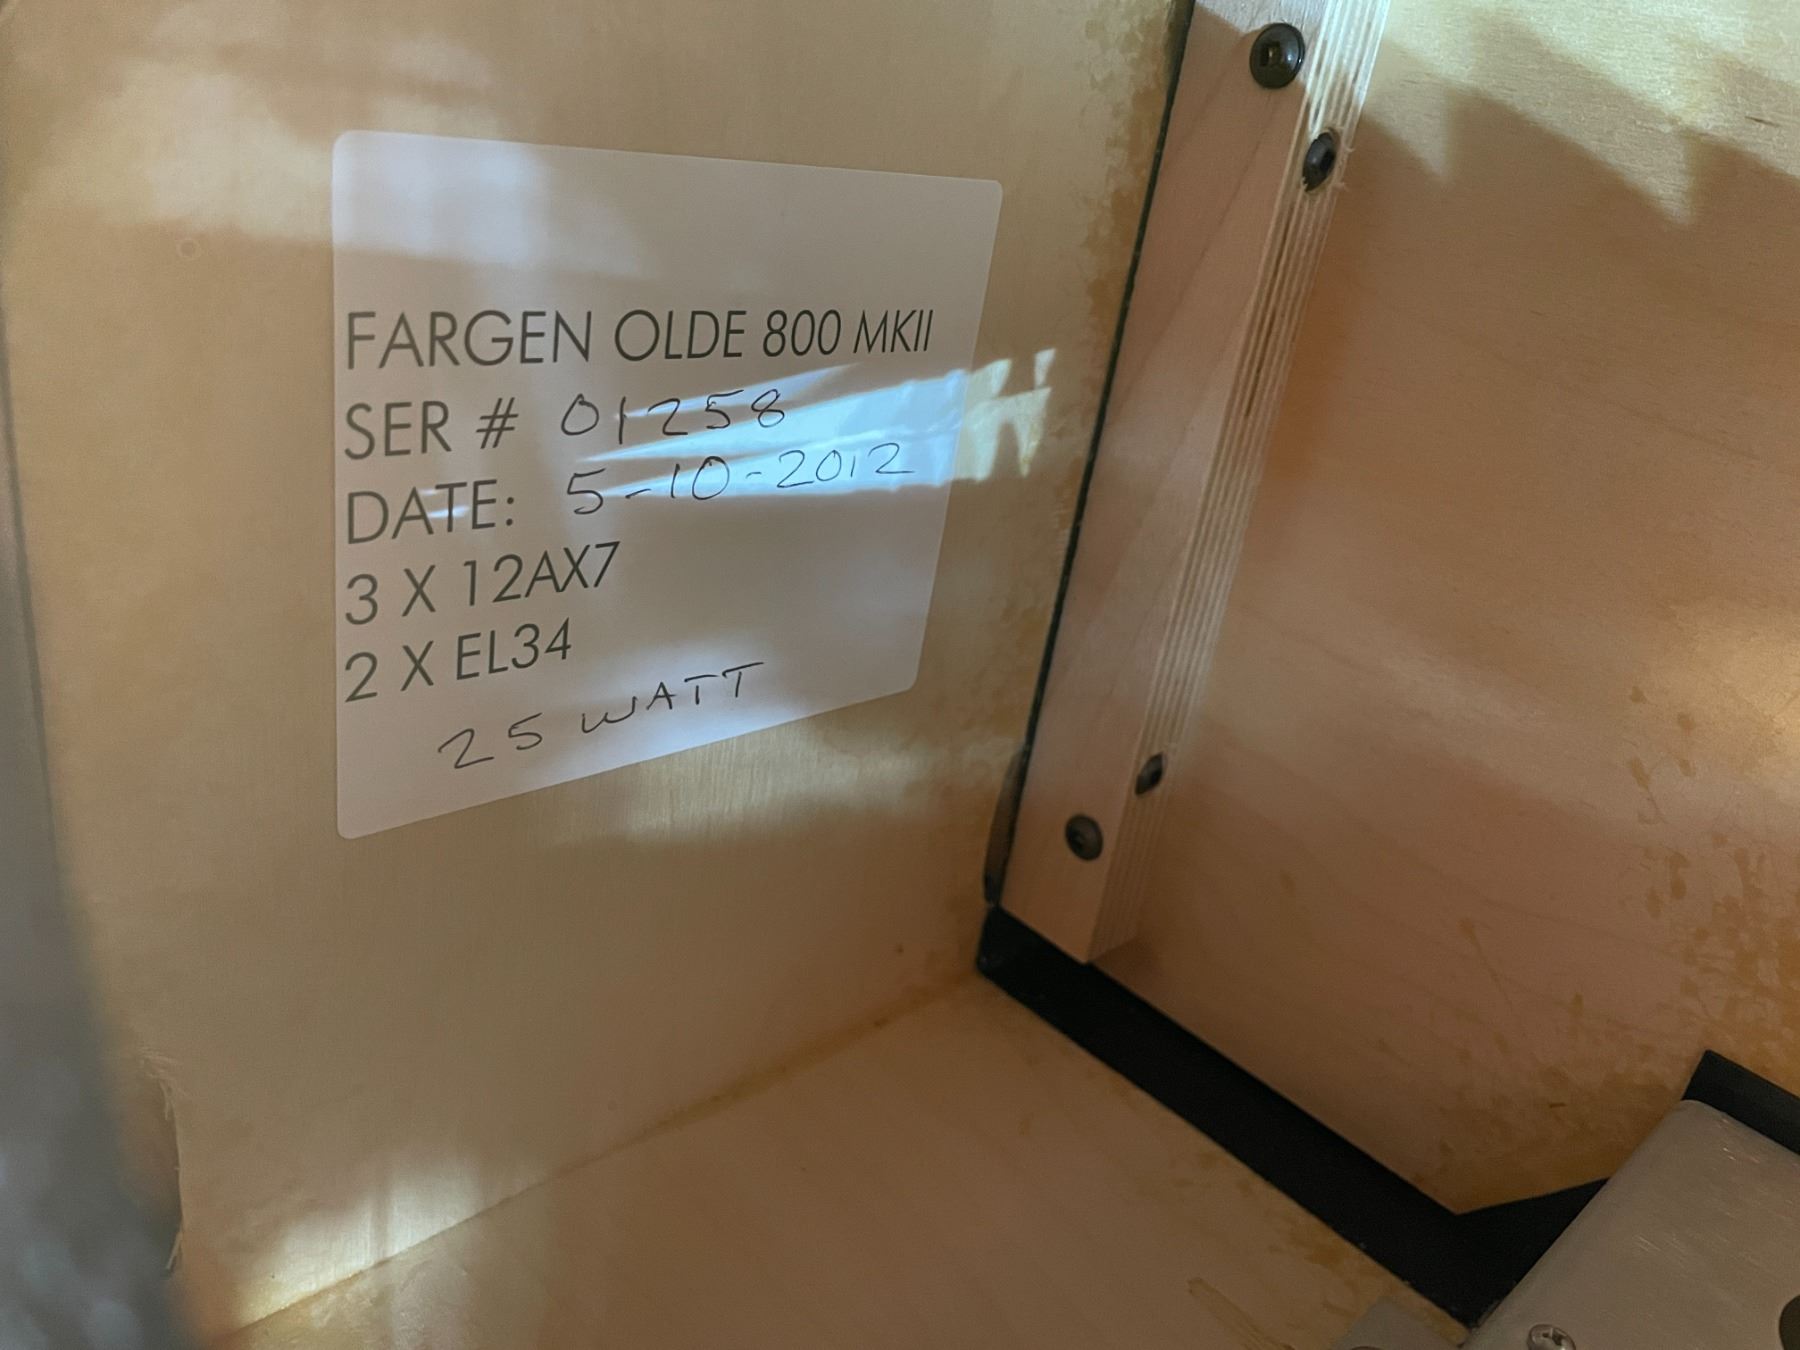 FARGEN OLDE 800 MKII
SER # 01258
DATE: 5-10-2012
3 X 12AX7
2 X EL34
25 WATT